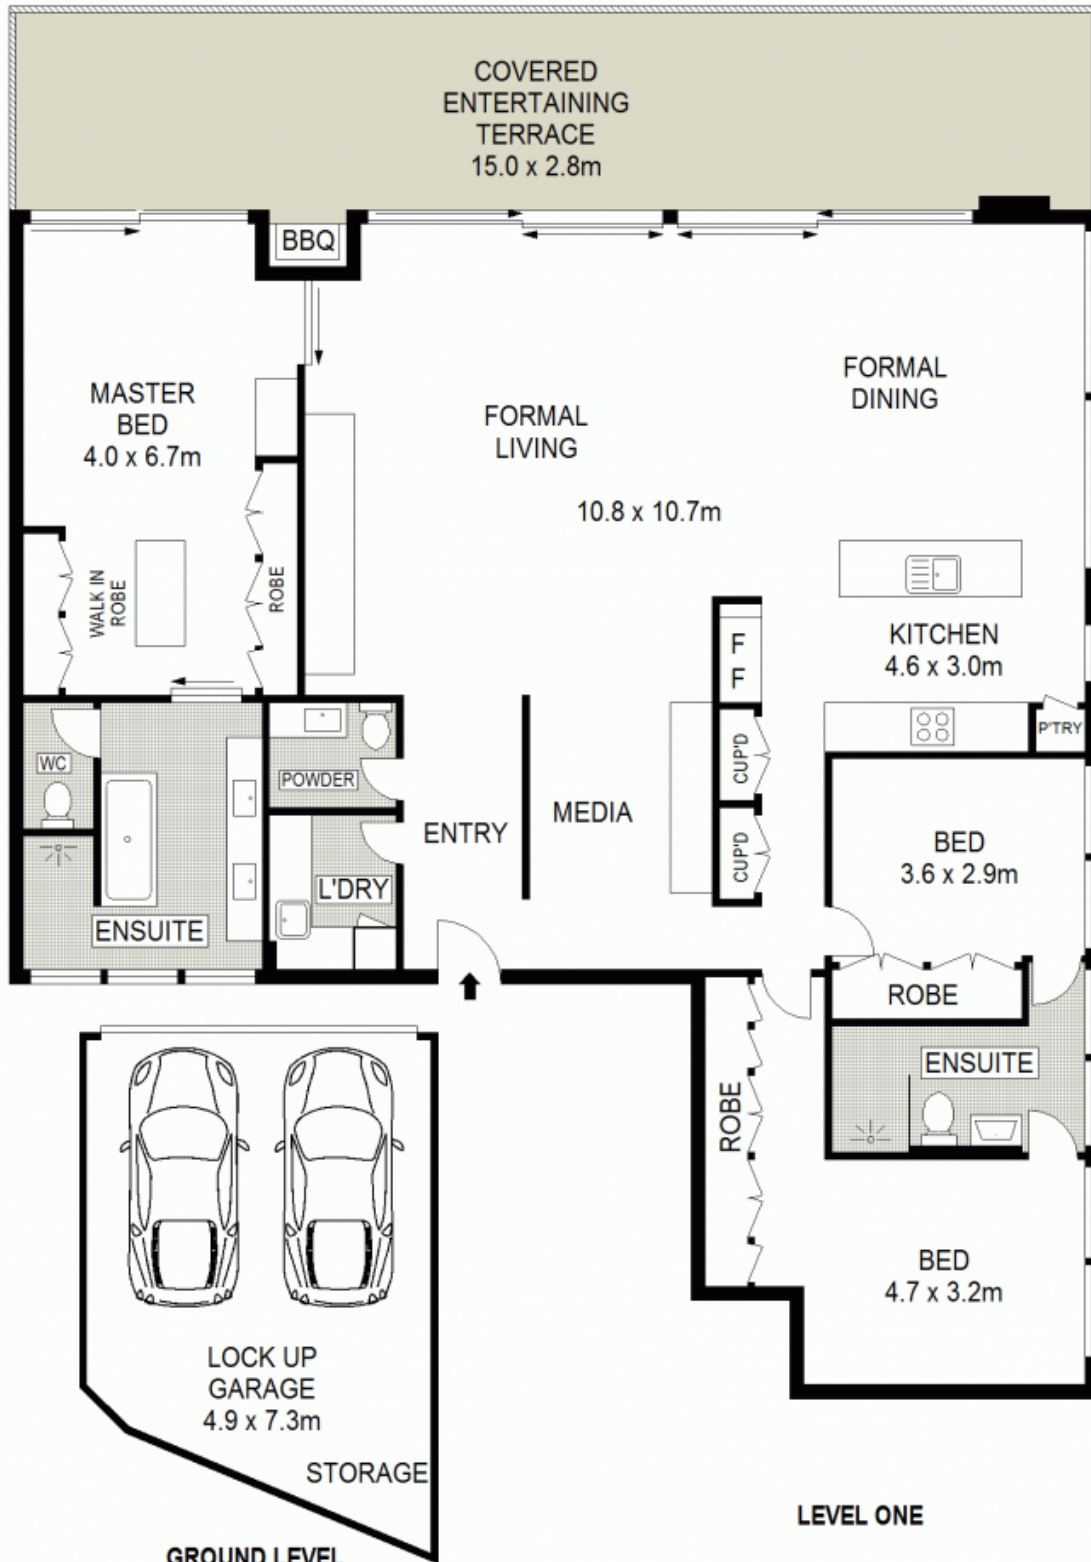 COVERED
ENTERTAINING
TERRACE
15.0 x 2.8m
BBQ
MASTER
BED
4.0 x 6.7m
FORMAL
LIVING
FORMAL
DINING
10.8 x 10.7m
WALK IN
ROBE
ROBE
F
F
KITCHEN
4.6 x 3.0m
P'TRY
WC
POWDER
CUP'D
ENTRY
MEDIA
CUP'D
BED
3.6 x 2.9m
L'DRY
ENSUITE
ROBE
ENSUITE
ROBE
BED
4.7 x 3.2m
LOCK UP
GARAGE
4.9 x 7.3m
STORAGE
LEVEL ONE
GROUND LEVEL